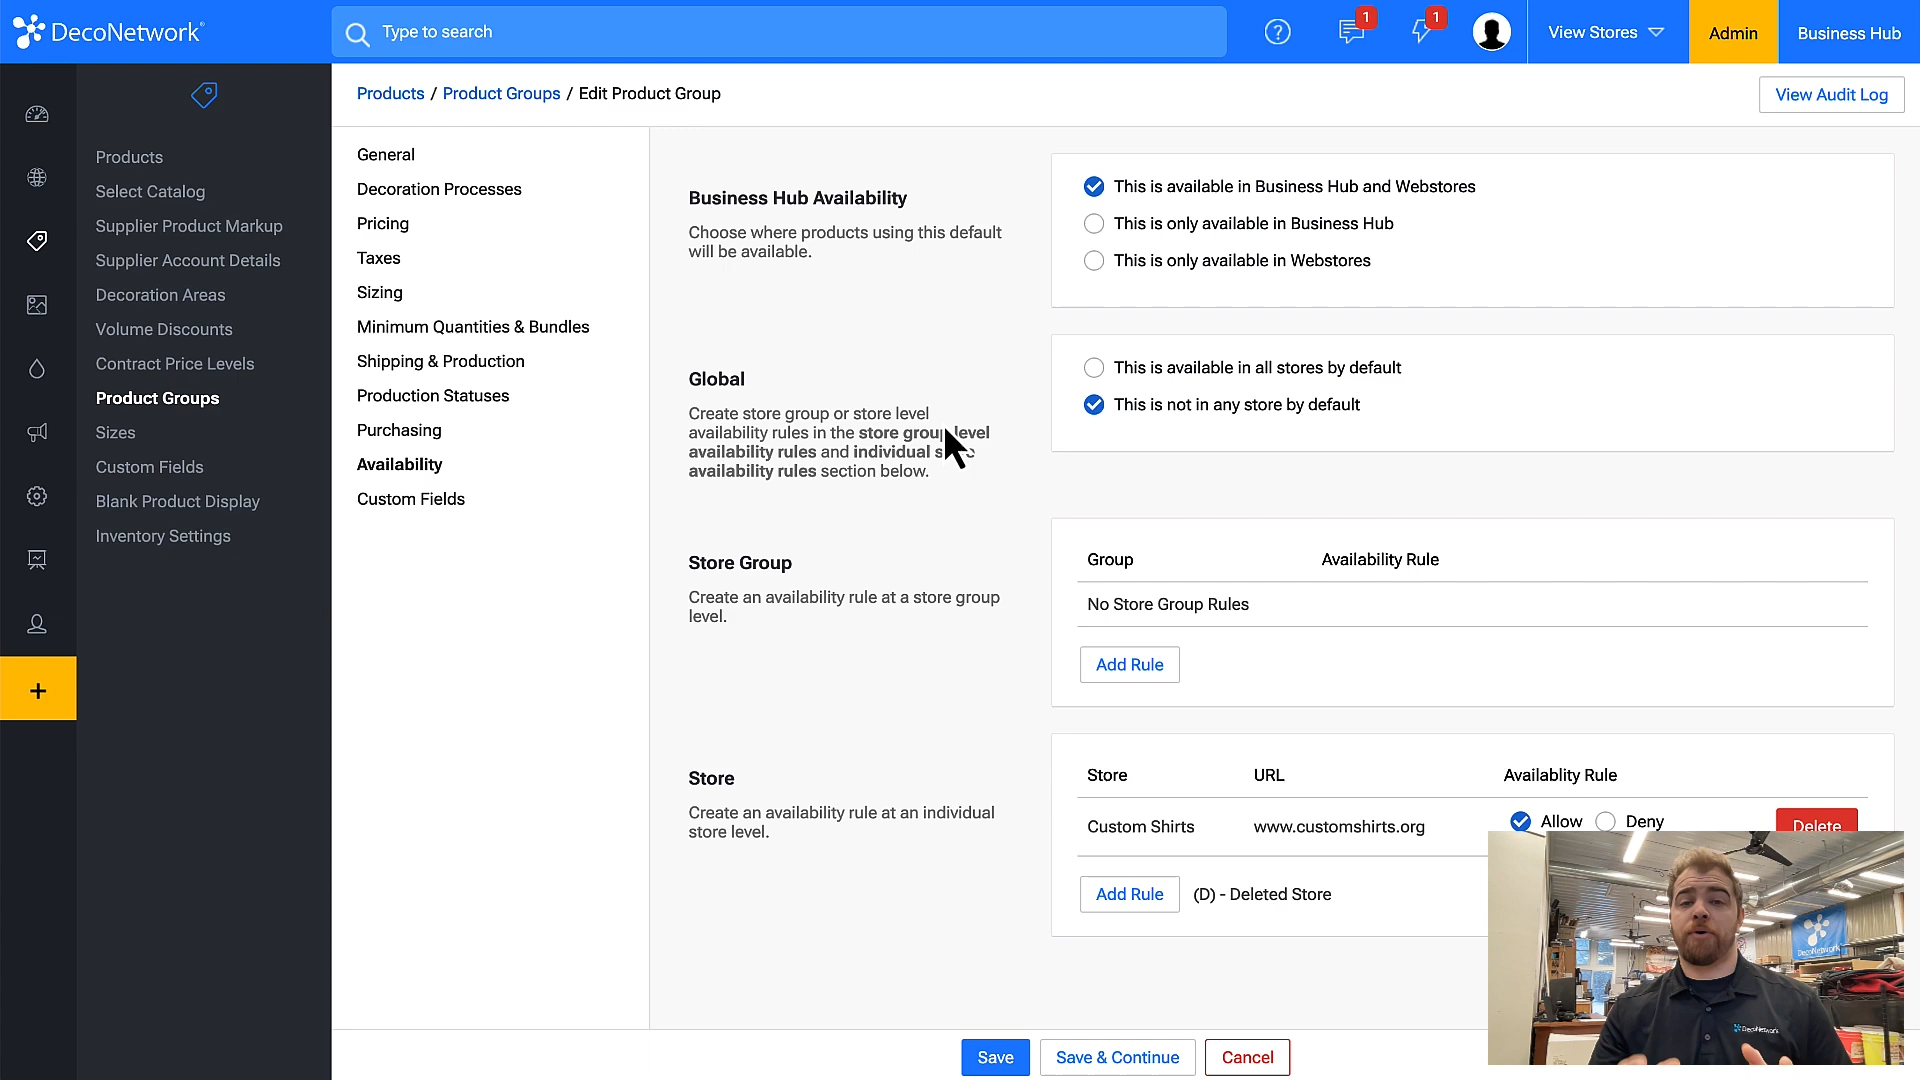 DecoNetwork
Type to search
1
1
View Stores
Admin
Business Hub
Products / Product Groups / Edit Product Group
View Audit Log
Products
Select Catalog
Supplier Product Markup
Supplier Account Details
Decoration Areas
Volume Discounts
Contract Price Levels
Product Groups
Sizes
Custom Fields
Blank Product Display
Inventory Settings
General
Decoration Processes
Pricing
Taxes
Sizing
Minimum Quantities & Bundles
Shipping & Production
Production Statuses
Purchasing
Availability
Custom Fields
Business Hub Availability
Choose where products using this default
will be available.
This is available in Business Hub and Webstores
This is only available in Business Hub
This is only available in Webstores
Global
Create store group or store level
availability rules in the store group level
availability rules and individual
availability rules section below.
This is available in all stores by default
This is not in any store by default
Store Group
Create an availability rule at a store group
level.
Group Availability Rule
No Store Group Rules
Add Rule
Store
Create an availability rule at an individual
store level.
Store URL Availablity Rule
Custom Shirts www.customshirts.org Allow Deny Delete
Add Rule (D) - Deleted Store
Save
Save & Continue
Cancel
DecoNetwork
DecoNetwork